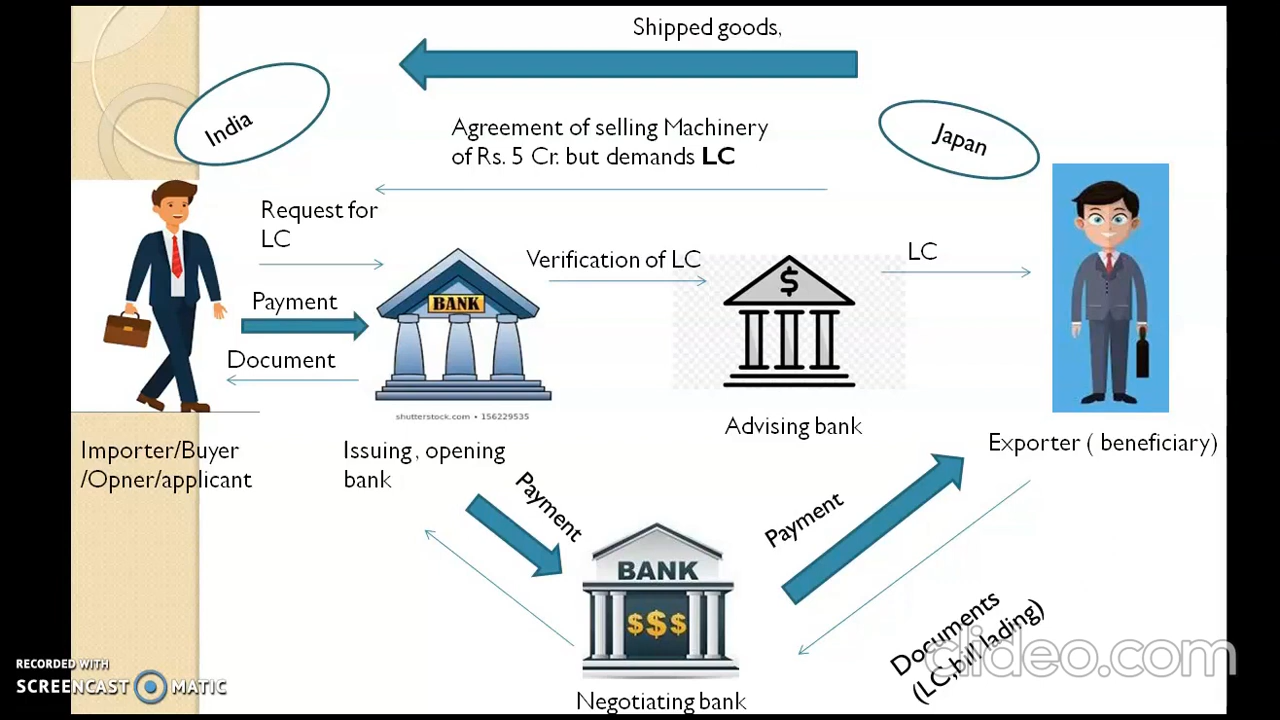 Shipped goods,
India
Japan
Agreement of selling Machinery
of Rs. 5 Cr. but demands LC
Request for
LC
Verification of LC
LC
Payment
BANK
$
Document
shutterstock.com • 156229535
Importer/Buyer
/Opner/applicant
Issuing , opening
bank
Advising bank
Exporter ( beneficiary)
Payment
Payment
BANK
$$$
Documents
(LC,bill lading)
Negotiating bank
RECORDED WITH
SCREENCAST MATIC
clideo.com